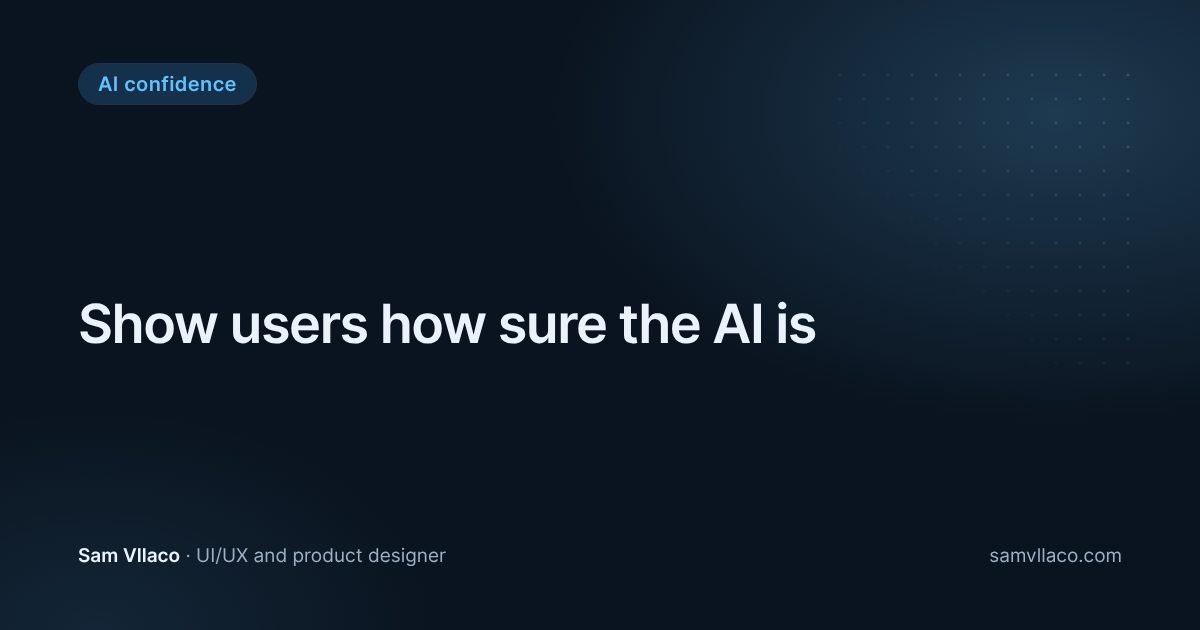 AI confidence
Show users how sure the AI is
Sam Vllaco · UI/UX and product designer
samvllaco.com